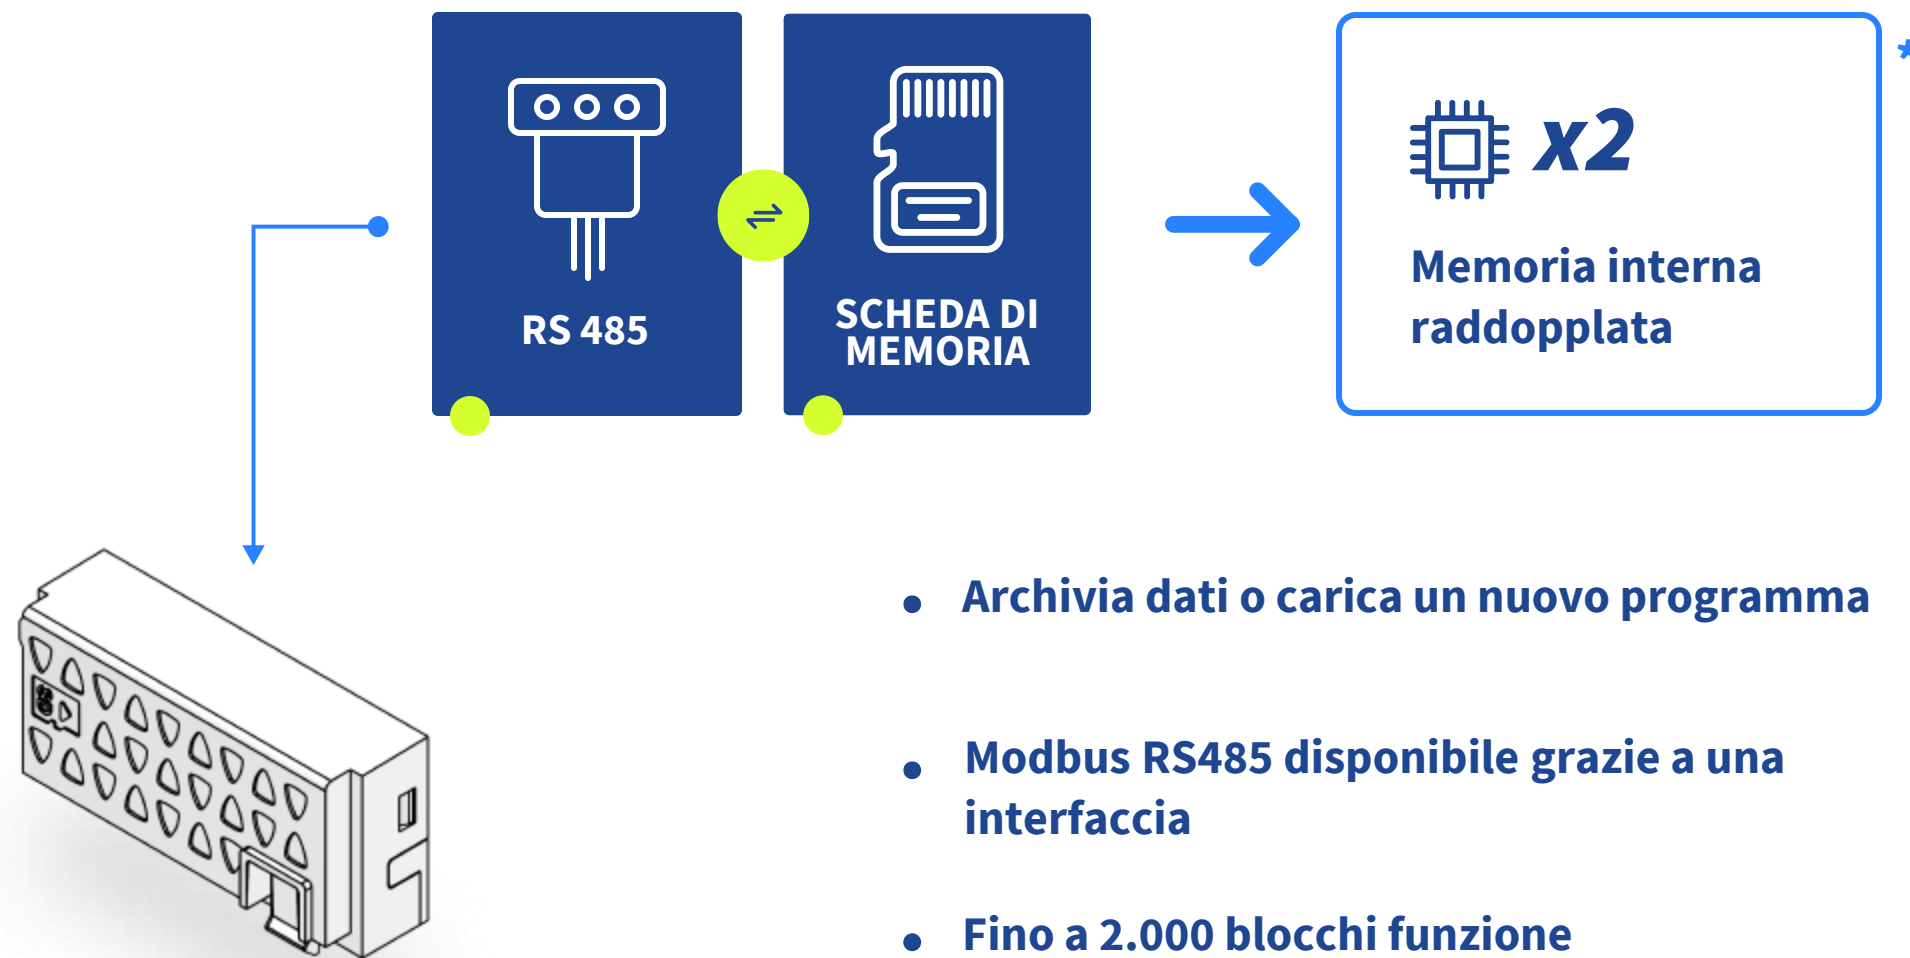 RS 485
SCHEDA DI
MEMORIA
x2
*
Memoria interna
raddopplata
• Archivia dati o carica un nuovo programma
• Modbus RS485 disponibile grazie a una
interfaccia
• Fino a 2.000 blocchi funzione